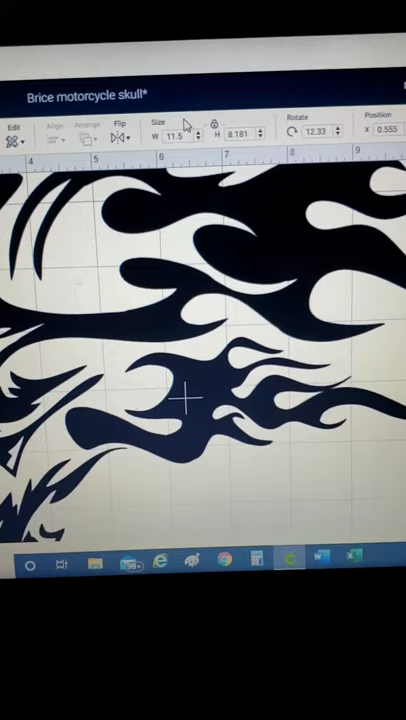 Brice motorcycle skull*
Edit Align Arrange Flip Size Rotate Position
W 11.5 H 8.181 12.33 X 0.555
4 5 6 7 8 9
99+